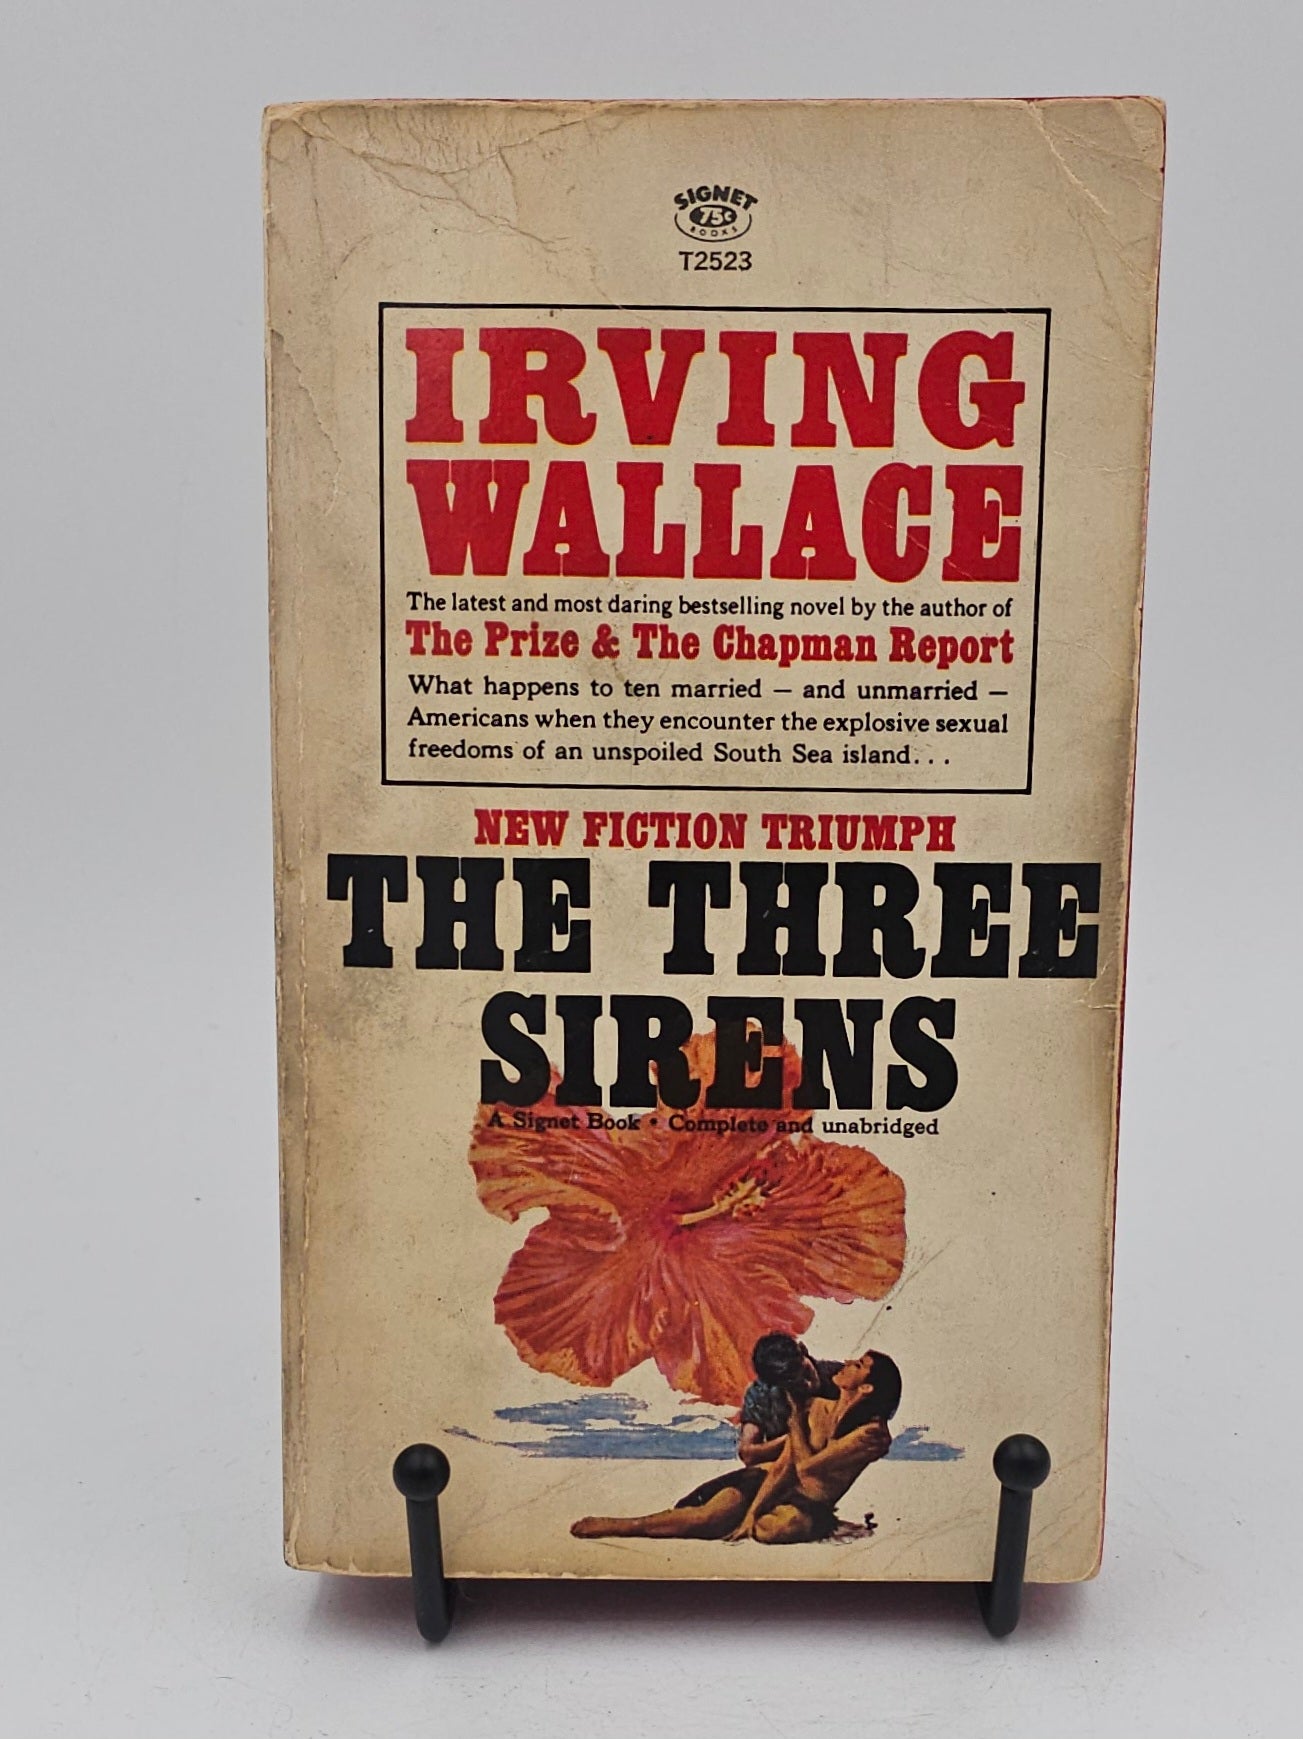 SIGNET
75¢
BOOKS
T2523
IRVING
WALLACE
The latest and most daring bestselling novel by the author of
The Prize & The Chapman Report
What happens to ten married — and unmarried —
Americans when they encounter the explosive sexual
freedoms of an unspoiled South Sea island...
NEW FICTION TRIUMPH
THE THREE
SIRENS
A Signet Book • Complete and unabridged